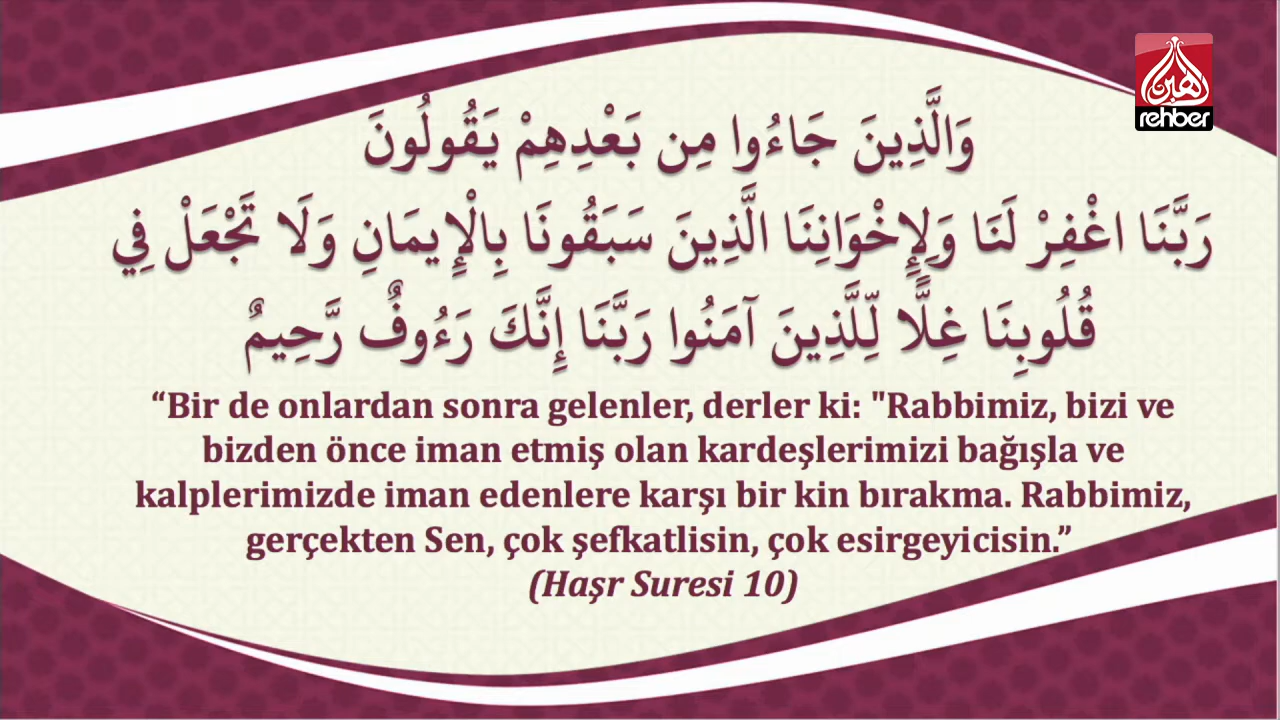 رهبر
rehber
وَالَّذِينَ جَاءُوا مِن بَعْدِهِمْ يَقُولُونَ
رَبَّنَا اغْفِرْ لَنَا وَلِإِخْوَانِنَا الَّذِينَ سَبَقُونَا بِالْإِيمَانِ وَلَا تَجْعَلْ فِي
قُلُوبِنَا غِلًّا لِّلَّذِينَ آمَنُوا رَبَّنَا إِنَّكَ رَءُوفٌ رَّحِيمٌ
“Bir de onlardan sonra gelenler, derler ki: "Rabbimiz, bizi ve
bizden önce iman etmiş olan kardeşlerimizi bağışla ve
kalplerimizde iman edenlere karşı bir kin bırakma. Rabbimiz,
gerçekten Sen, çok şefkatlisin, çok esirgeyicisin.”
(Haşr Suresi 10)